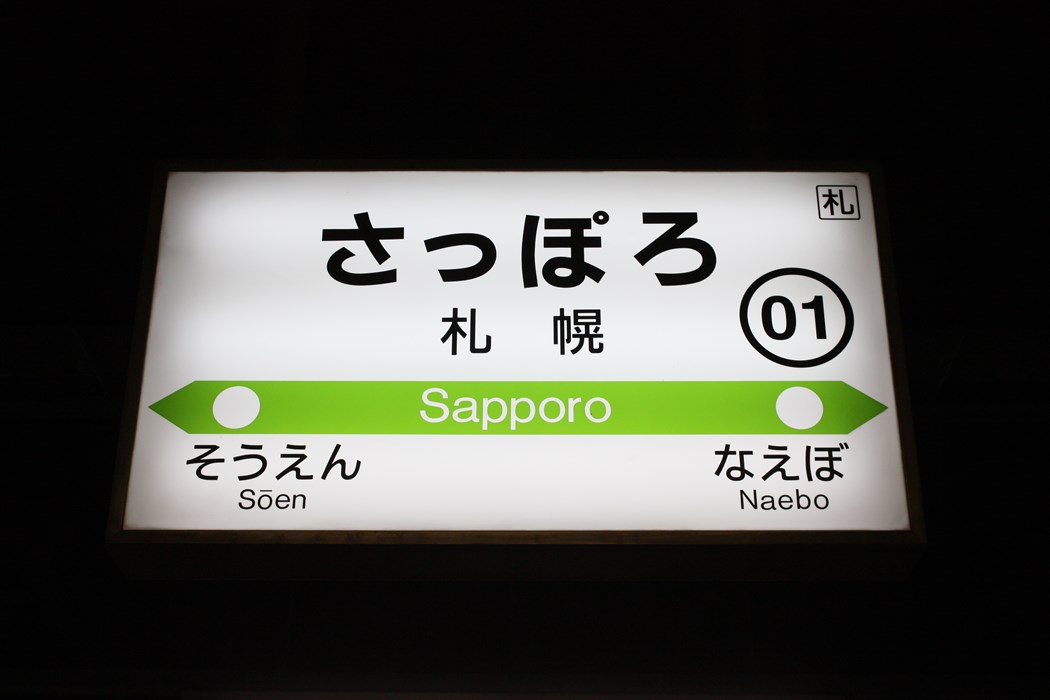 札
さっぽろ
札 幌
01
Sapporo
そうえん なえぼ
Sōen Naebo